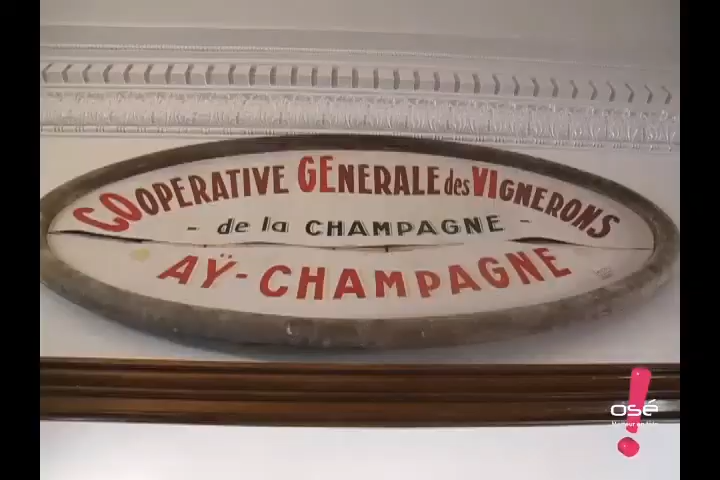 COOPERATIVE GENERALE des VIGNERONS
- de la CHAMPAGNE -
AŸ-CHAMPAGNE
osé